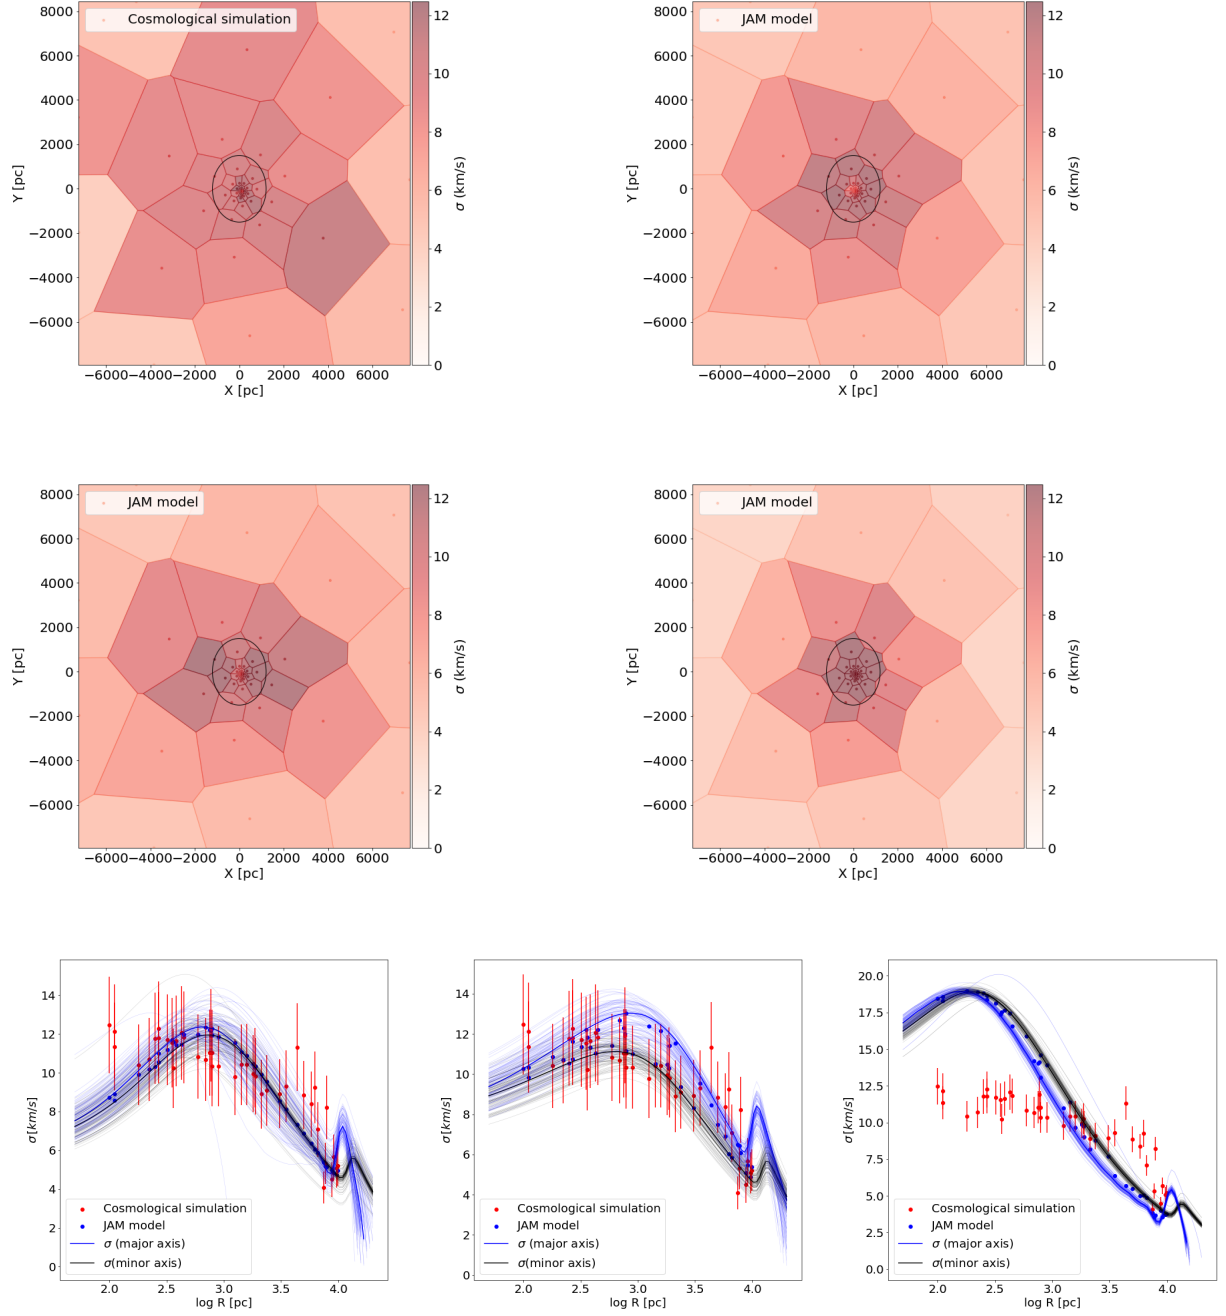 Cosmological simulation
8000
6000
4000
2000
0
−2000
−4000
−6000
Y [pc]
−6000 −4000 −2000 0 2000 4000 6000
X [pc]
12
10
8
6
4
2
0
σ (km/s)
JAM model
8000
6000
4000
2000
0
−2000
−4000
−6000
Y [pc]
−6000 −4000 −2000 0 2000 4000 6000
X [pc]
12
10
8
6
4
2
0
σ (km/s)
JAM model
8000
6000
4000
2000
0
−2000
−4000
−6000
Y [pc]
−6000 −4000 −2000 0 2000 4000 6000
X [pc]
12
10
8
6
4
2
0
σ (km/s)
JAM model
8000
6000
4000
2000
0
−2000
−4000
−6000
Y [pc]
−6000 −4000 −2000 0 2000 4000 6000
X [pc]
12
10
8
6
4
2
0
σ (km/s)
14
12
10
8
6
4
2
0
σ[km/s]
Cosmological simulation
JAM model
σ (major axis)
σ(minor axis)
2.0 2.5 3.0 3.5 4.0
log R [pc]
14
12
10
8
6
4
2
0
σ[km/s]
Cosmological simulation
JAM model
σ (major axis)
σ(minor axis)
2.0 2.5 3.0 3.5 4.0
log R [pc]
20.0
17.5
15.0
12.5
10.0
7.5
5.0
2.5
0.0
σ[km/s]
Cosmological simulation
JAM model
σ (major axis)
σ(minor axis)
2.0 2.5 3.0 3.5 4.0
log R [pc]